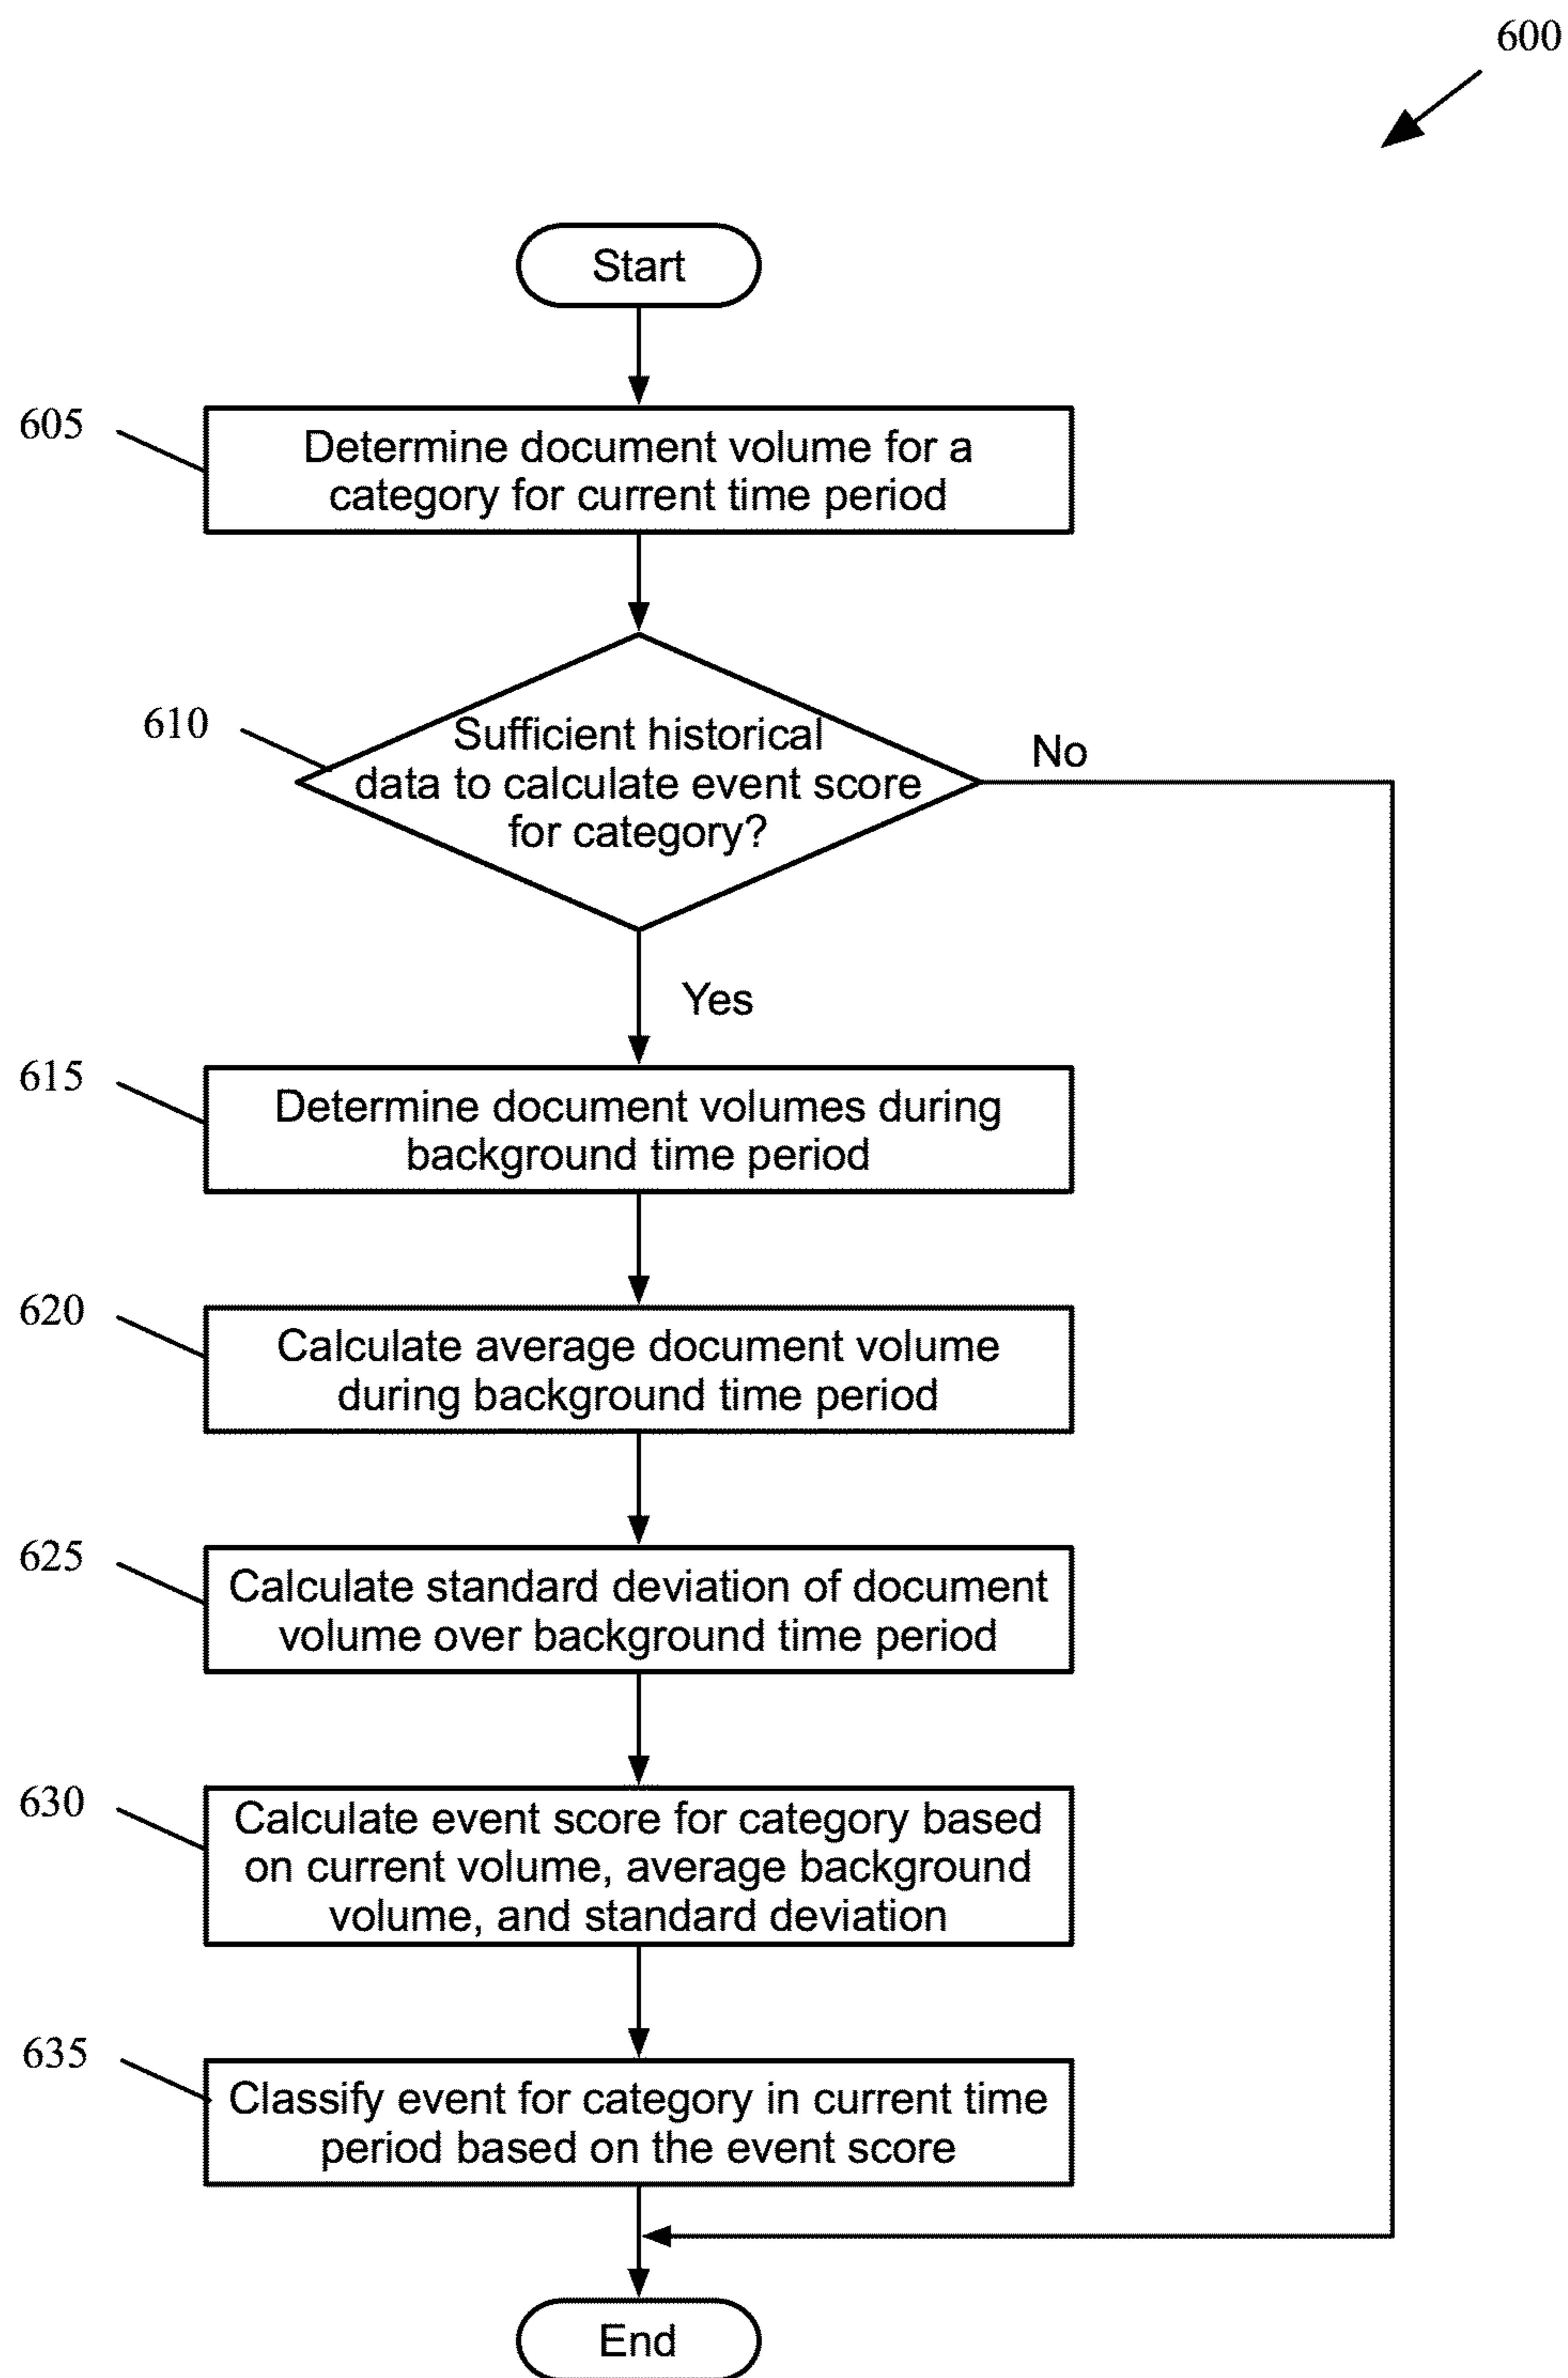 600
Start
605
Determine document volume for a
category for current time period
610
Sufficient historical
data to calculate event score
for category?
No
Yes
615
Determine document volumes during
background time period
620
Calculate average document volume
during background time period
625
Calculate standard deviation of document
volume over background time period
630
Calculate event score for category based
on current volume, average background
volume, and standard deviation
635
Classify event for category in current time
period based on the event score
End